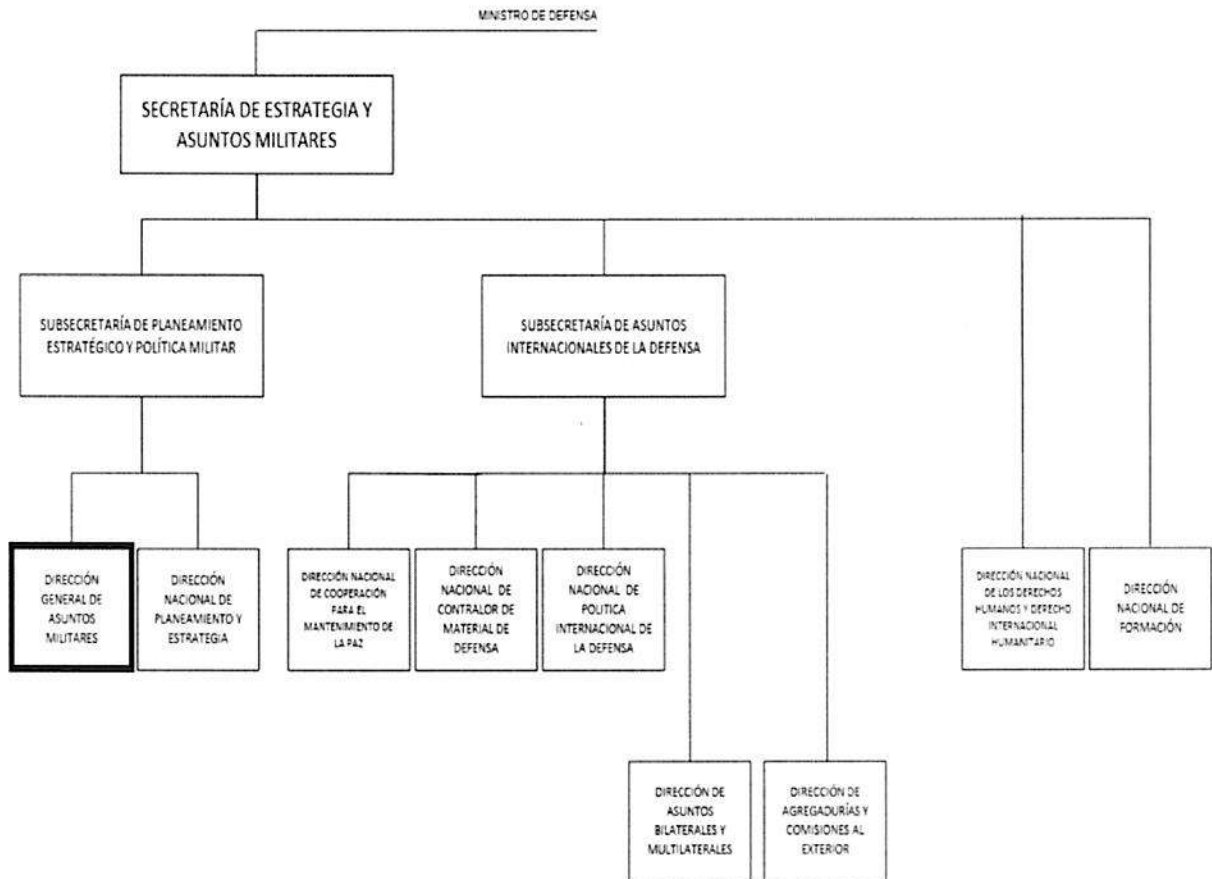 MINISTRO DE DEFENSA
SECRETARÍA DE ESTRATEGIA Y
ASUNTOS MILITARES
SUBSECRETARÍA DE PLANEAMIENTO
ESTRATÉGICO Y POLÍTICA MILITAR
SUBSECRETARÍA DE ASUNTOS
INTERNACIONALES DE LA DEFENSA
DIRECCIÓN
GENERAL DE
ASUNTOS
MILITARES
DIRECCIÓN
NACIONAL DE
PLANEAMIENTO Y
ESTRATEGIA
DIRECCIÓN NACIONAL
DE COOPERACIÓN
PARA EL
MANTENIMIENTO DE
LA PAZ
DIRECCIÓN
NACIONAL DE
CONTRALOR DE
MATERIAL DE
DEFENSA
DIRECCIÓN
NACIONAL DE
POLITICA
INTERNACIONAL DE
LA DEFENSA
DIRECCIÓN NACIONAL
DE LOS DERECHOS
HUMANOS Y DERECHO
INTERNACIONAL
HUMANITARIO
DIRECCIÓN
NACIONAL DE
FORMACIÓN
DIRECCIÓN DE
ASUNTOS
BILATERALES Y
MULTILATERALES
DIRECCIÓN DE
AGREGADURÍAS Y
COMISIONES AL
EXTERIOR